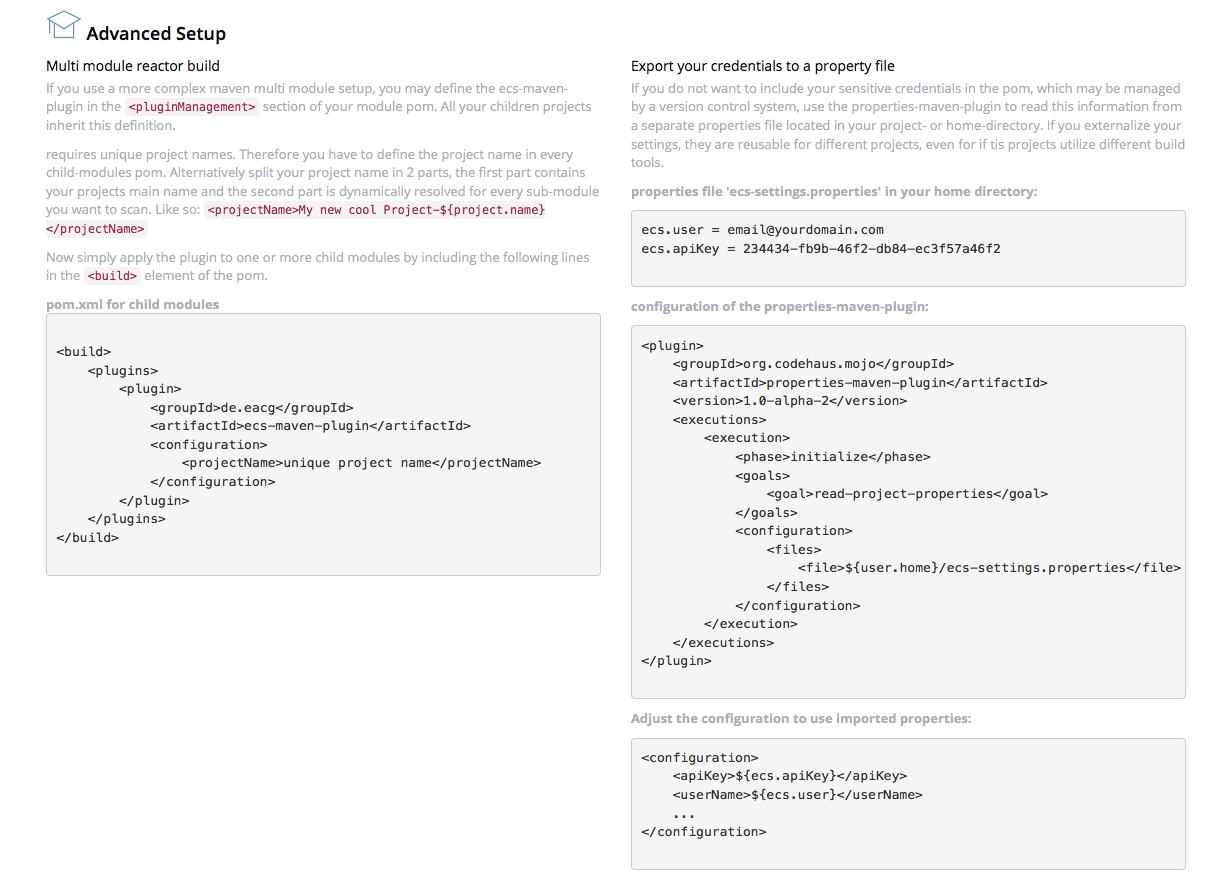 Advanced Setup
Multi module reactor build
If you use a more complex maven multi module setup, you may define the ecs-maven-
plugin in the <pluginManagement> section of your module pom. All your children projects
inherit this definition.
requires unique project names. Therefore you have to define the project name in every
child-modules pom. Alternatively split your project name in 2 parts, the first part contains
your projects main name and the second part is dynamically resolved for every sub-module
you want to scan. Like so: <projectName>My new cool Project-${project.name}
</projectName>
Now simply apply the plugin to one or more child modules by including the following lines
in the <build> element of the pom.
pom.xml for child modules
<build>
    <plugins>
        <plugin>
            <groupId>de.eacg</groupId>
            <artifactId>ecs-maven-plugin</artifactId>
            <configuration>
                <projectName>unique project name</projectName>
            </configuration>
        </plugin>
    </plugins>
</build>
Export your credentials to a property file
If you do not want to include your sensitive credentials in the pom, which may be managed
by a version control system, use the properties-maven-plugin to read this information from
a separate properties file located in your project- or home-directory. If you externalize your
settings, they are reusable for different projects, even for if tis projects utilize different build
tools.
properties file 'ecs-settings.properties' in your home directory:
ecs.user = email@yourdomain.com
ecs.apiKey = 234434-fb9b-46f2-db84-ec3f57a46f2
configuration of the properties-maven-plugin:
<plugin>
    <groupId>org.codehaus.mojo</groupId>
    <artifactId>properties-maven-plugin</artifactId>
    <version>1.0-alpha-2</version>
    <executions>
        <execution>
            <phase>initialize</phase>
            <goals>
                <goal>read-project-properties</goal>
            </goals>
            <configuration>
                <files>
                    <file>${user.home}/ecs-settings.properties</file>
                </files>
            </configuration>
        </execution>
    </executions>
</plugin>
Adjust the configuration to use imported properties:
<configuration>
    <apiKey>${ecs.apiKey}</apiKey>
    <userName>${ecs.user}</userName>
    ...
</configuration>